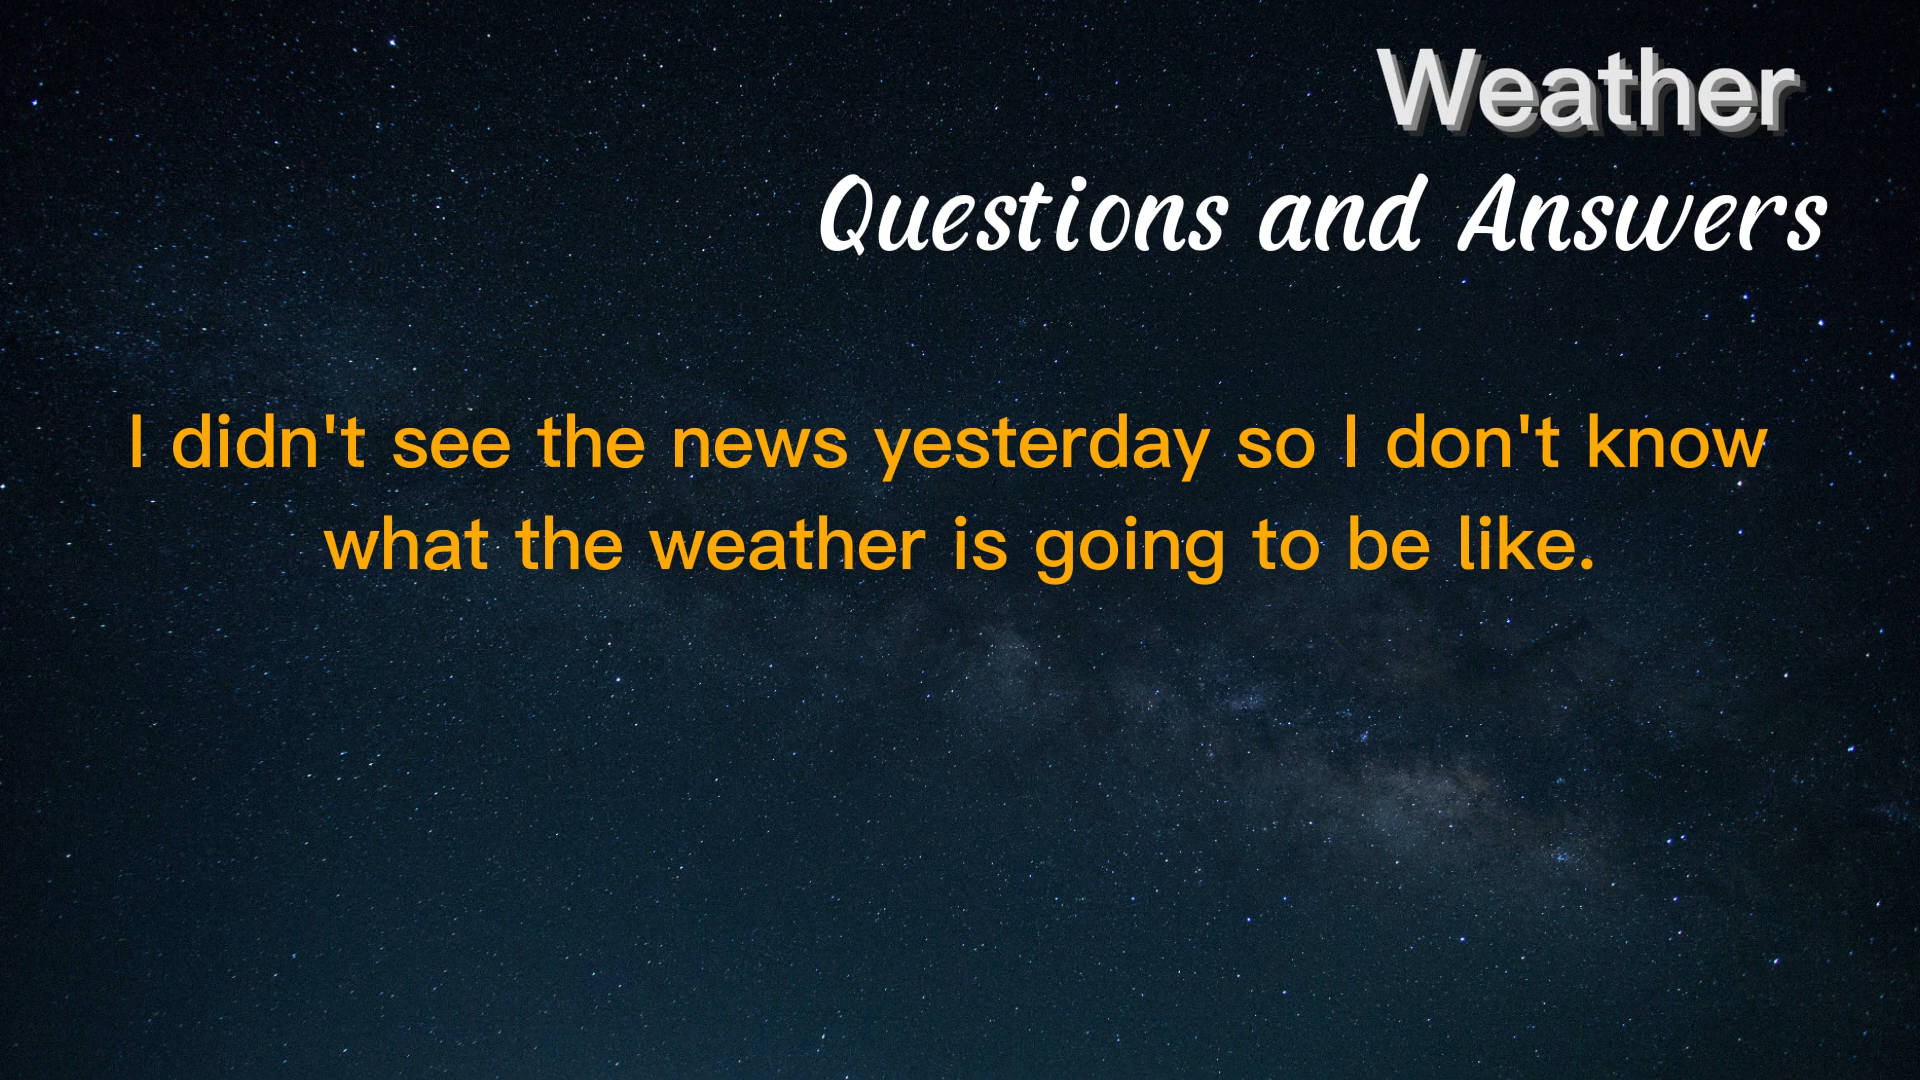 Weather
Questions and Answers
I didn't see the news yesterday so I don't know
what the weather is going to be like.